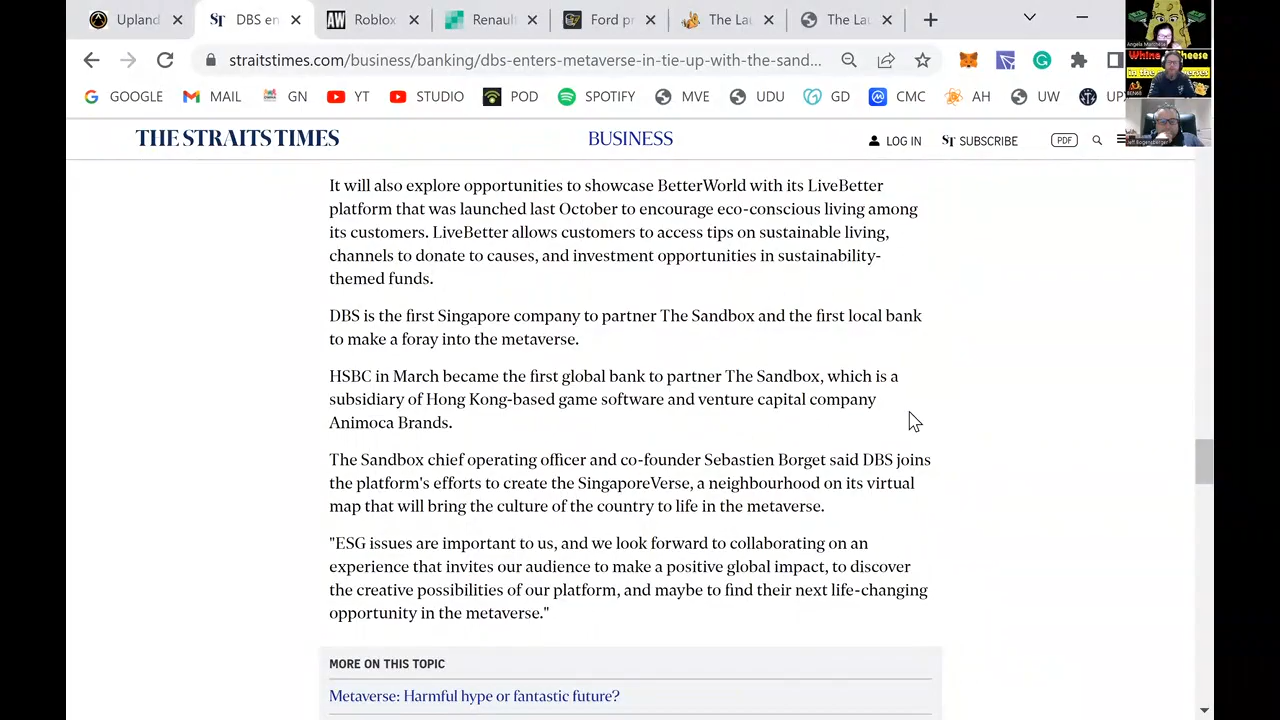 Upland
DBS en
AW
Roblox
Renaul
Ford pr
The Lau
The Lau
straitstimes.com/business/b
enters-metaverse-in-tie-up-with-the-sand...
GOOGLE
MAIL
GN
YT
SPOTIFY
GD
CMC
AH
UW
Angela Marchese
Whine
Cheese
in the
THE STRAITS TIMES
BUSINESS
LOG IN
ST SUBSCRIBE
PDF
It will also explore opportunities to showcase BetterWorld with its LiveBetter
platform that was launched last October to encourage eco-conscious living among
its customers. LiveBetter allows customers to access tips on sustainable living,
channels to donate to causes, and investment opportunities in sustainability-
themed funds.
DBS is the first Singapore company to partner The Sandbox and the first local bank
to make a foray into the metaverse.
HSBC in March became the first global bank to partner The Sandbox, which is a
subsidiary of Hong Kong-based game software and venture capital company
Animoca Brands.
The Sandbox chief operating officer and co-founder Sebastien Borget said DBS joins
the platform's efforts to create the SingaporeVerse, a neighbourhood on its virtual
map that will bring the culture of the country to life in the metaverse.
"ESG issues are important to us, and we look forward to collaborating on an
experience that invites our audience to make a positive global impact, to discover
the creative possibilities of our platform, and maybe to find their next life-changing
opportunity in the metaverse."
MORE ON THIS TOPIC
Metaverse: Harmful hype or fantastic future?